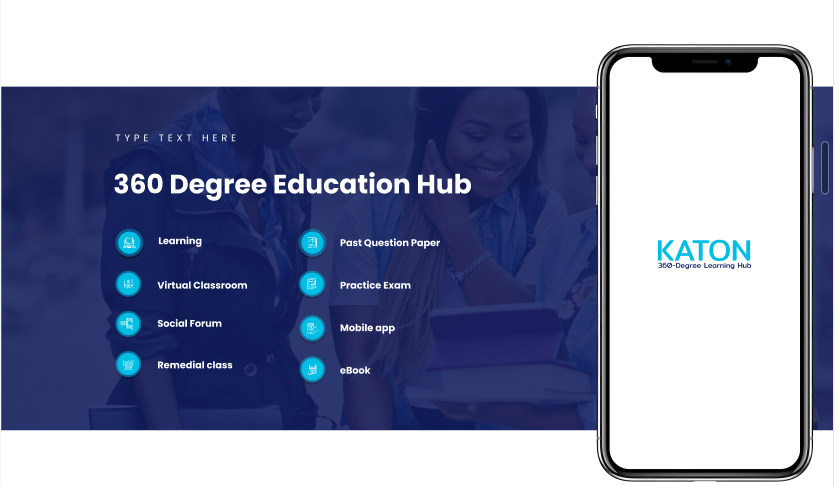 TYPE TEXT HERE
360 Degree Education Hub
Learning
Virtual Classroom
Social Forum
Remedial class
Past Question Paper
Practice Exam
Mobile app
eBook
KATON
360-Degree Learning Hub